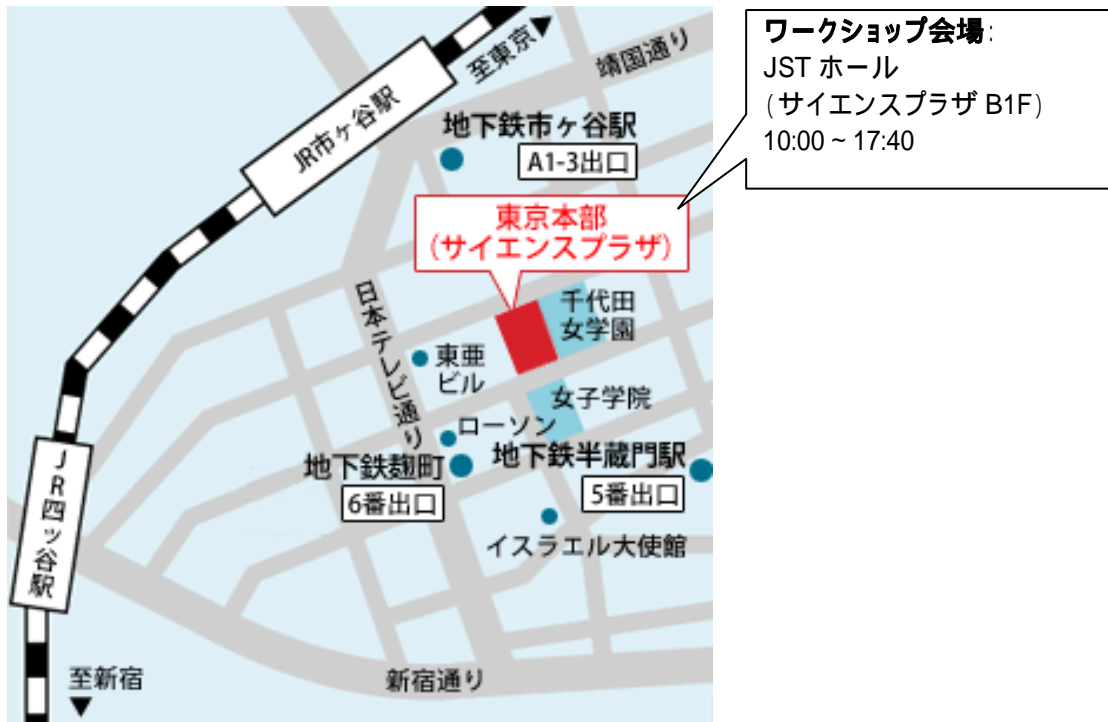 ワークショップ会場:
JST ホール
(サイエンスプラザ B1F)
10:00 ~ 17:40
至東京
靖国通り
JR市ヶ谷駅
地下鉄市ヶ谷駅
A1-3出口
東京本部
(サイエンスプラザ)
千代田
女学園
日本テレビ通り
東亜
ビル
女子学院
ローソン
地下鉄麹町
6番出口
地下鉄半蔵門駅
5番出口
イスラエル大使館
JR四ッ谷駅
至新宿
新宿通り